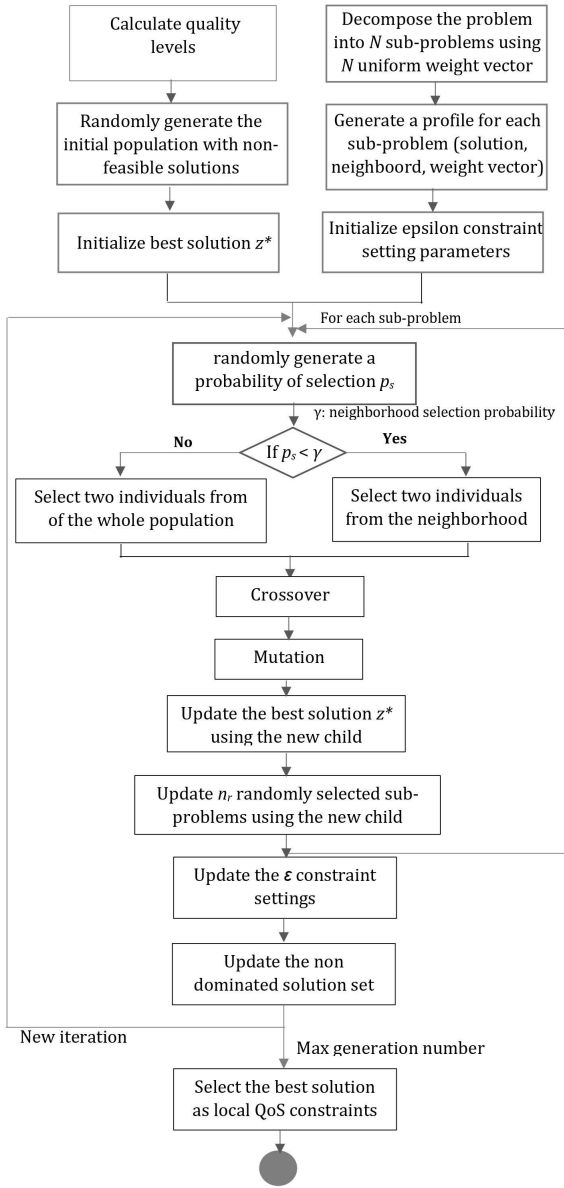 Calculate quality
levels
Decompose the problem
into N sub-problems using
N uniform weight vector
Randomly generate the
initial population with non-
feasible solutions
Generate a profile for each
sub-problem (solution,
neighboord, weight vector)
Initialize best solution z*
Initialize epsilon constraint
setting parameters
For each sub-problem
randomly generate a
probability of selection pₛ
γ: neighborhood selection probability
No
If pₛ < γ
Yes
Select two individuals from
of the whole population
Select two individuals
from the neighborhood
Crossover
Mutation
Update the best solution z*
using the new child
Update nᵣ randomly selected sub-
problems using the new child
Update the ε constraint
settings
Update the non
dominated solution set
New iteration
Max generation number
Select the best solution
as local QoS constraints